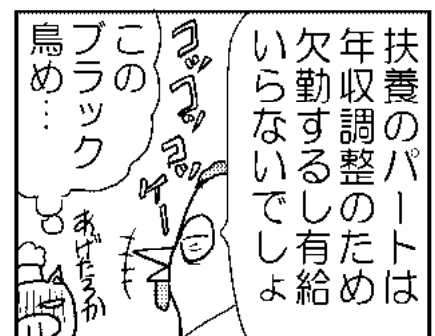 扶養のパートは
年収調整のため
欠勤するし有給
いらないでしょ
コッ
コッ
コッ
ケー
この
ブラック
鳥め…
あげたろか